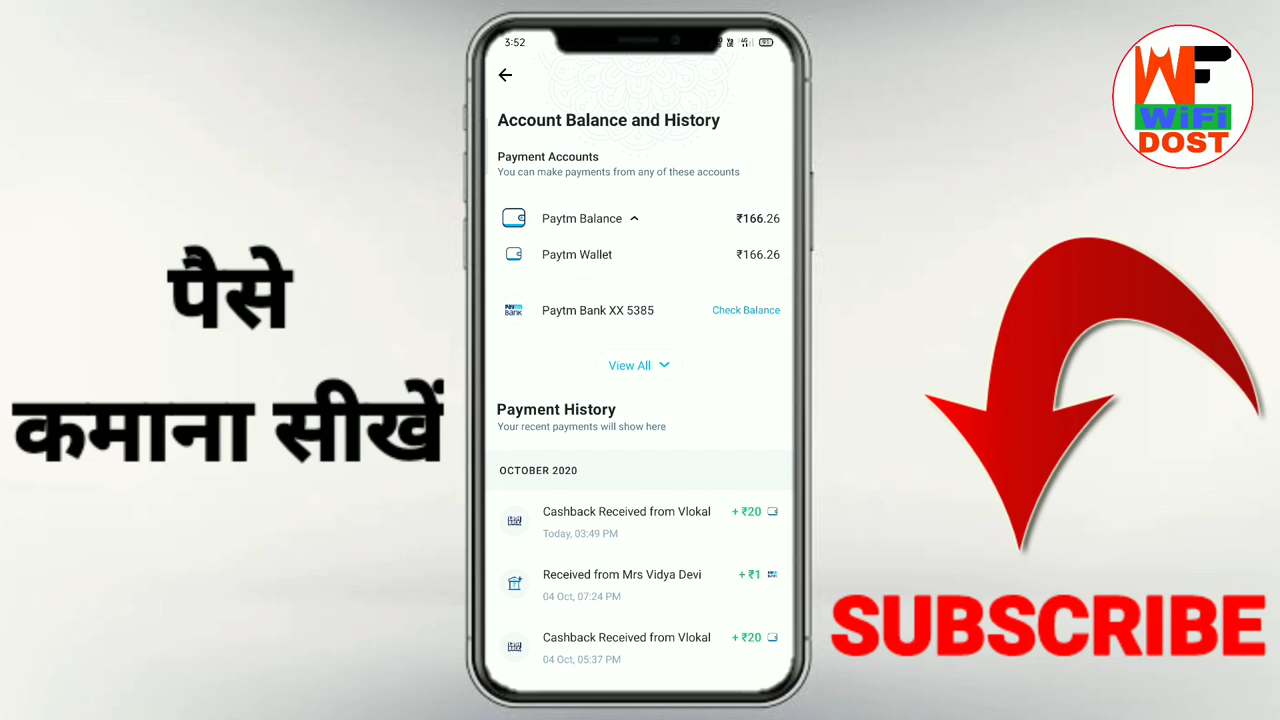 3:52
WF
WiFi
DOST
Account Balance and History
Payment Accounts
You can make payments from any of these accounts
Paytm Balance ₹166.26
Paytm Wallet ₹166.26
Paytm Bank XX 5385 Check Balance
View All
Payment History
Your recent payments will show here
OCTOBER 2020
Cashback Received from Vlokal + ₹20
Today, 03:49 PM
Received from Mrs Vidya Devi + ₹1
04 Oct, 07:24 PM
Cashback Received from Vlokal + ₹20
04 Oct, 05:37 PM
पैसे
कमाना सीखें
SUBSCRIBE